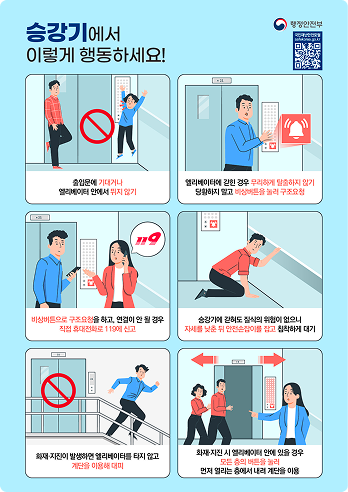 승강기에서
이렇게 행동하세요!
행정안전부
국민재난안전포털
safekorea.go.kr
출입문에 기대거나
엘리베이터 안에서 뛰지 않기
엘리베이터에 갇힌 경우 무리하게 탈출하지 않기
당황하지 말고 비상버튼을 눌러 구조요청
119
비상버튼으로 구조요청을 하고, 연결이 안 될 경우
직접 휴대전화로 119에 신고
승강기에 갇혀도 질식의 위험이 없으니
자세를 낮춘 뒤 안전손잡이를 잡고 침착하게 대기
화재·지진이 발생하면 엘리베이터를 타지 않고
계단을 이용해 대피
화재·지진 시 엘리베이터 안에 있을 경우
모든 층의 버튼을 눌러
먼저 열리는 층에서 내려 계단을 이용